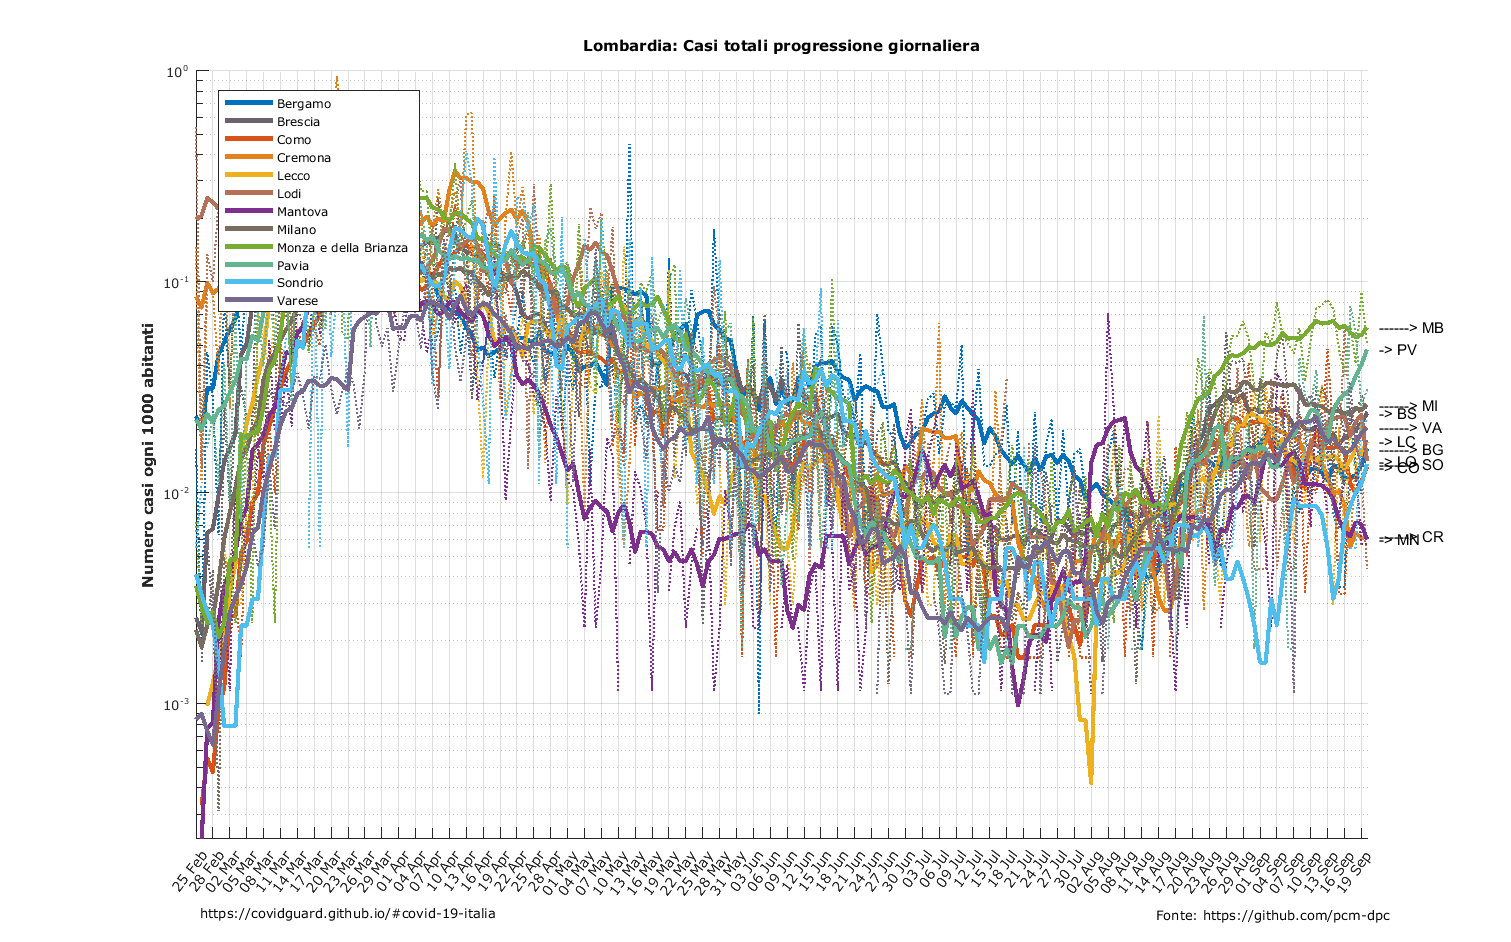 Lombardia: Casi totali progressione giornaliera
Numero casi ogni 1000 abitanti
10⁰
10⁻¹
10⁻²
10⁻³
Bergamo
Brescia
Como
Cremona
Lecco
Lodi
Mantova
Milano
Monza e della Brianza
Pavia
Sondrio
Varese
------> MB
-> PV
------> MI
-> BS
------> VA
-> LC
------> BG
-> LO
------> SO
-> CO
------> CR
-> MN
25 Feb
28 Feb
02 Mar
05 Mar
08 Mar
11 Mar
14 Mar
17 Mar
20 Mar
23 Mar
26 Mar
29 Mar
01 Apr
04 Apr
07 Apr
10 Apr
13 Apr
16 Apr
19 Apr
22 Apr
25 Apr
28 Apr
01 May
04 May
07 May
10 May
13 May
16 May
19 May
22 May
25 May
28 May
31 May
03 Jun
06 Jun
09 Jun
12 Jun
15 Jun
18 Jun
21 Jun
24 Jun
27 Jun
30 Jun
03 Jul
06 Jul
09 Jul
12 Jul
15 Jul
18 Jul
21 Jul
24 Jul
27 Jul
30 Jul
02 Aug
05 Aug
08 Aug
11 Aug
14 Aug
17 Aug
20 Aug
23 Aug
26 Aug
29 Aug
01 Sep
04 Sep
07 Sep
10 Sep
13 Sep
16 Sep
19 Sep
https://covidguard.github.io/#covid-19-italia
Fonte: https://github.com/pcm-dpc